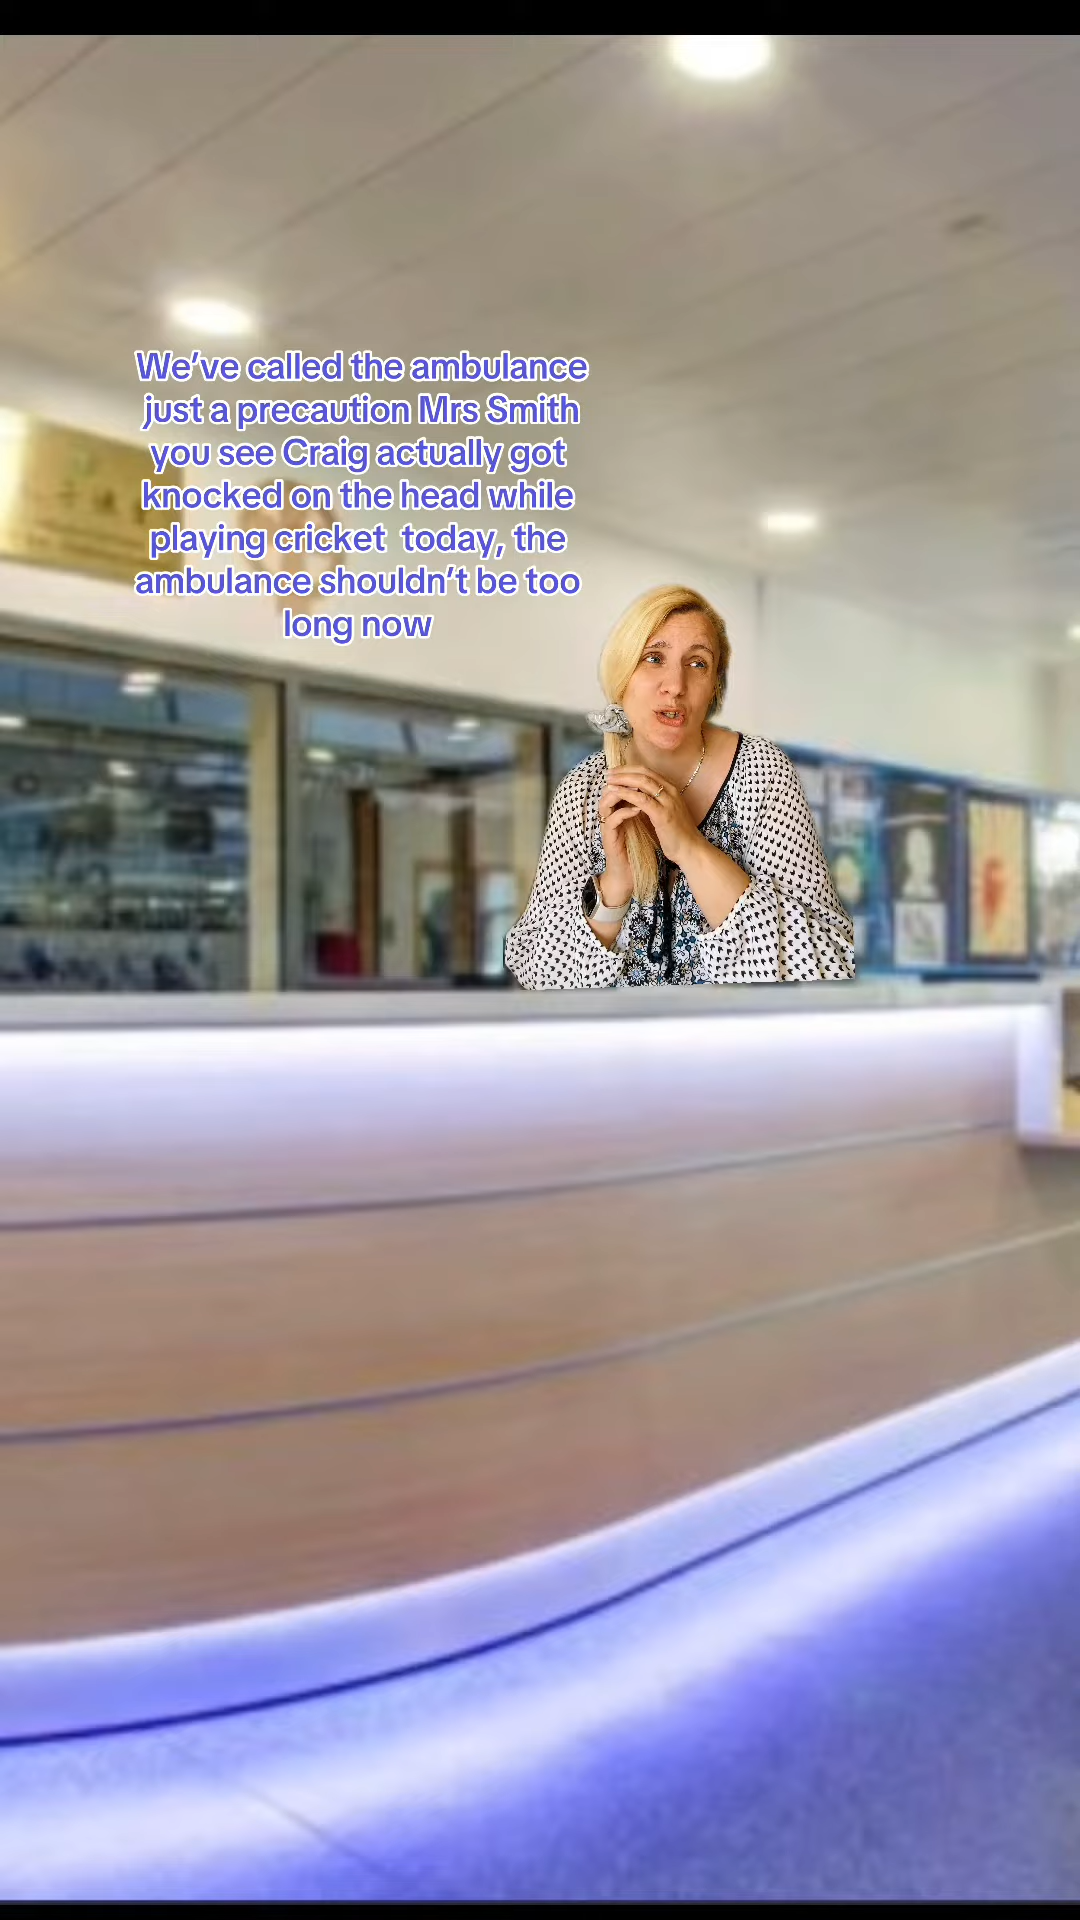 We’ve called the ambulance
just a precaution Mrs Smith
you see Craig actually got
knocked on the head while
playing cricket  today, the
ambulance shouldn’t be too
long now